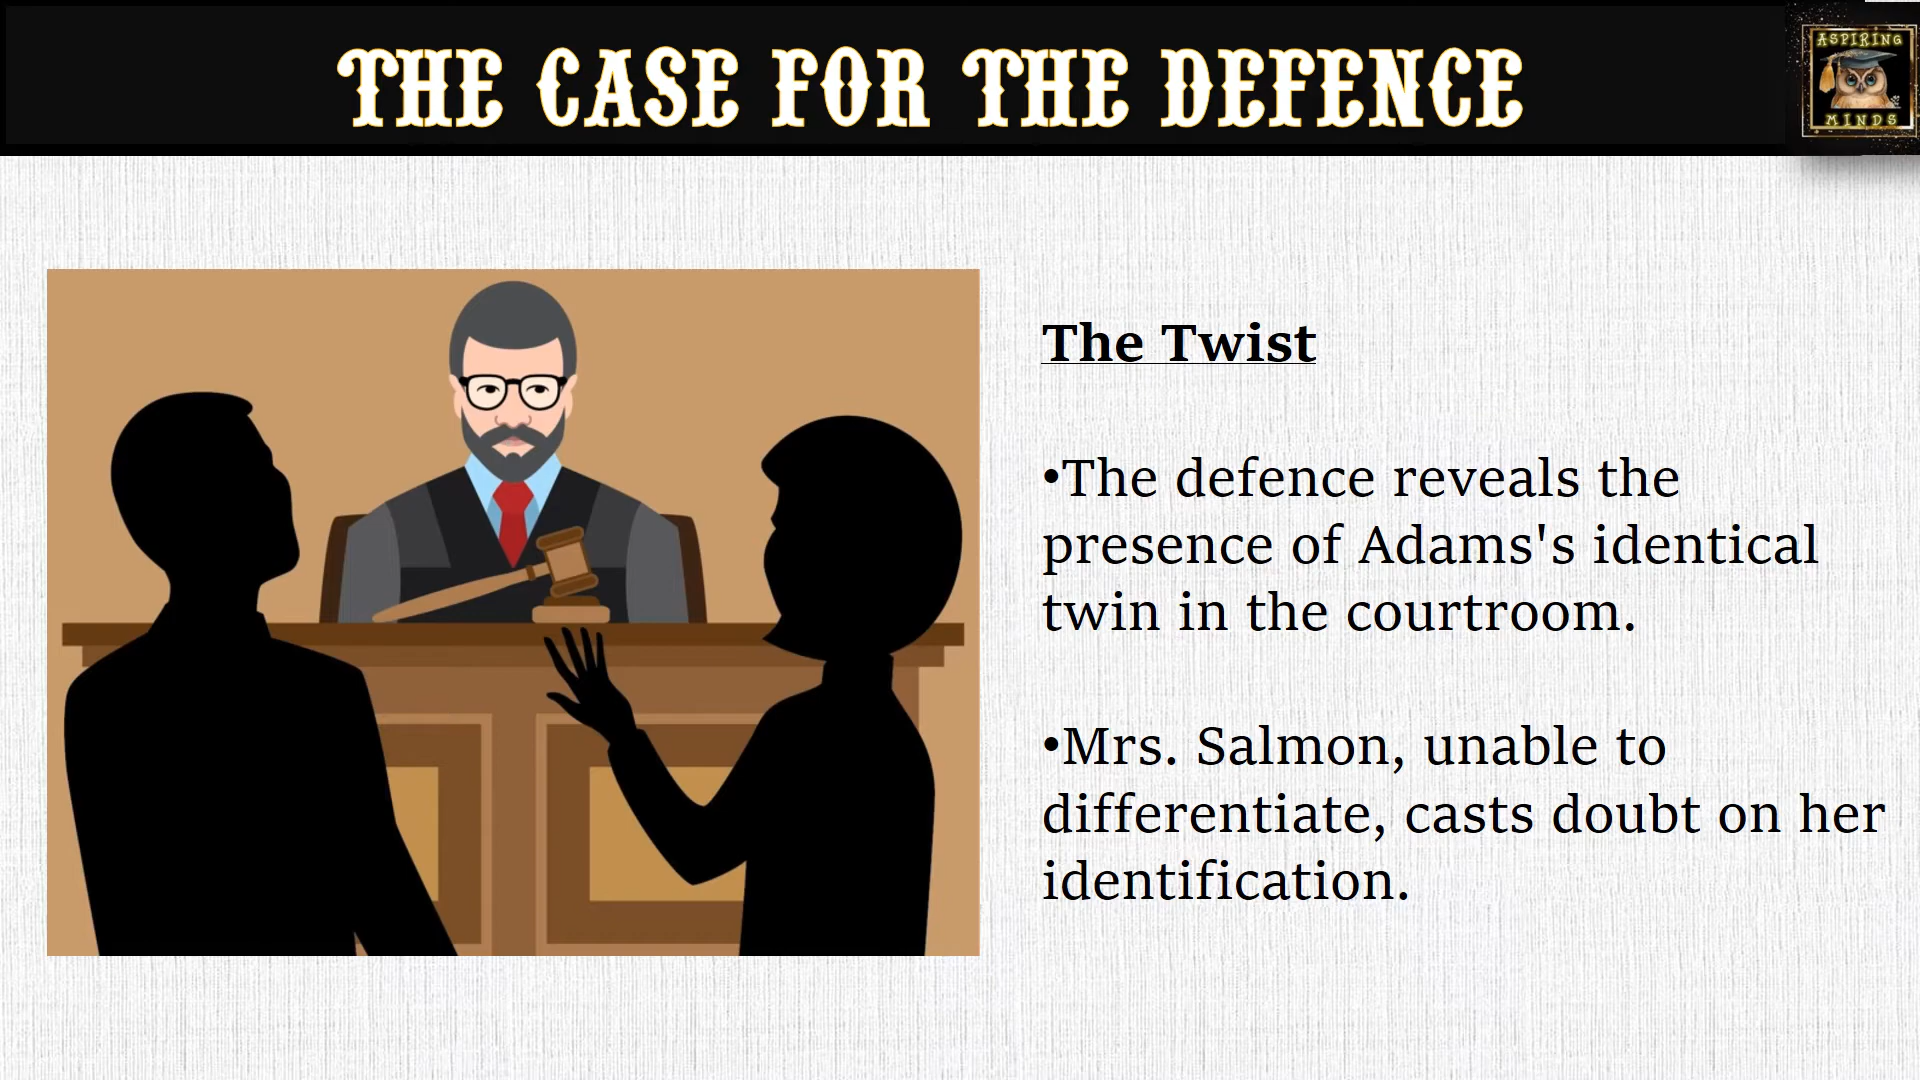 THE CASE FOR THE DEFENCE
ASPIRING
MINDS
The Twist
•The defence reveals the
presence of Adams's identical
twin in the courtroom.
•Mrs. Salmon, unable to
differentiate, casts doubt on her
identification.